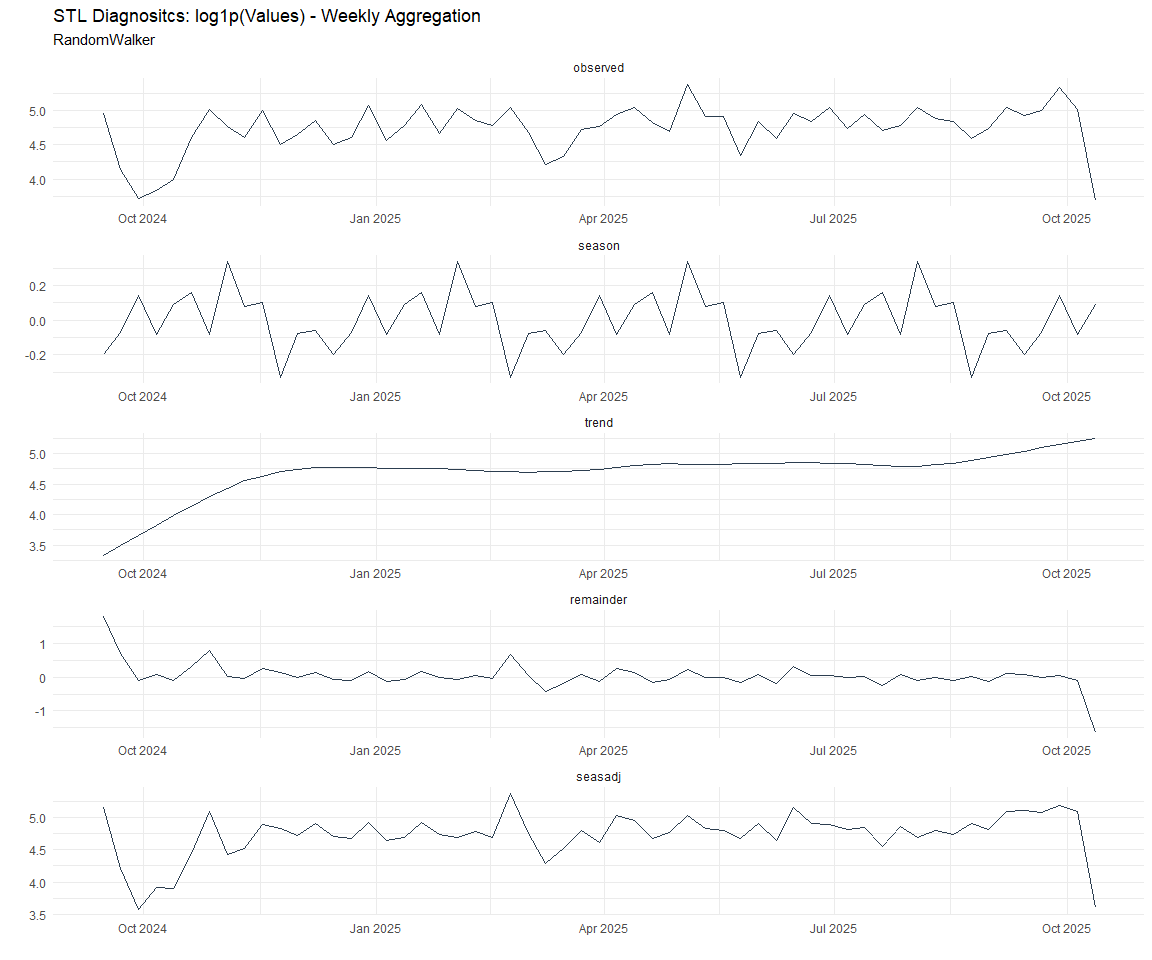 STL Diagnositcs: log1p(Values) - Weekly Aggregation
RandomWalker
observed
5.0
4.5
4.0
Oct 2024 Jan 2025 Apr 2025 Jul 2025 Oct 2025
season
0.2
0.0
-0.2
Oct 2024 Jan 2025 Apr 2025 Jul 2025 Oct 2025
trend
5.0
4.5
4.0
3.5
Oct 2024 Jan 2025 Apr 2025 Jul 2025 Oct 2025
remainder
1
0
-1
Oct 2024 Jan 2025 Apr 2025 Jul 2025 Oct 2025
seasadj
5.0
4.5
4.0
3.5
Oct 2024 Jan 2025 Apr 2025 Jul 2025 Oct 2025